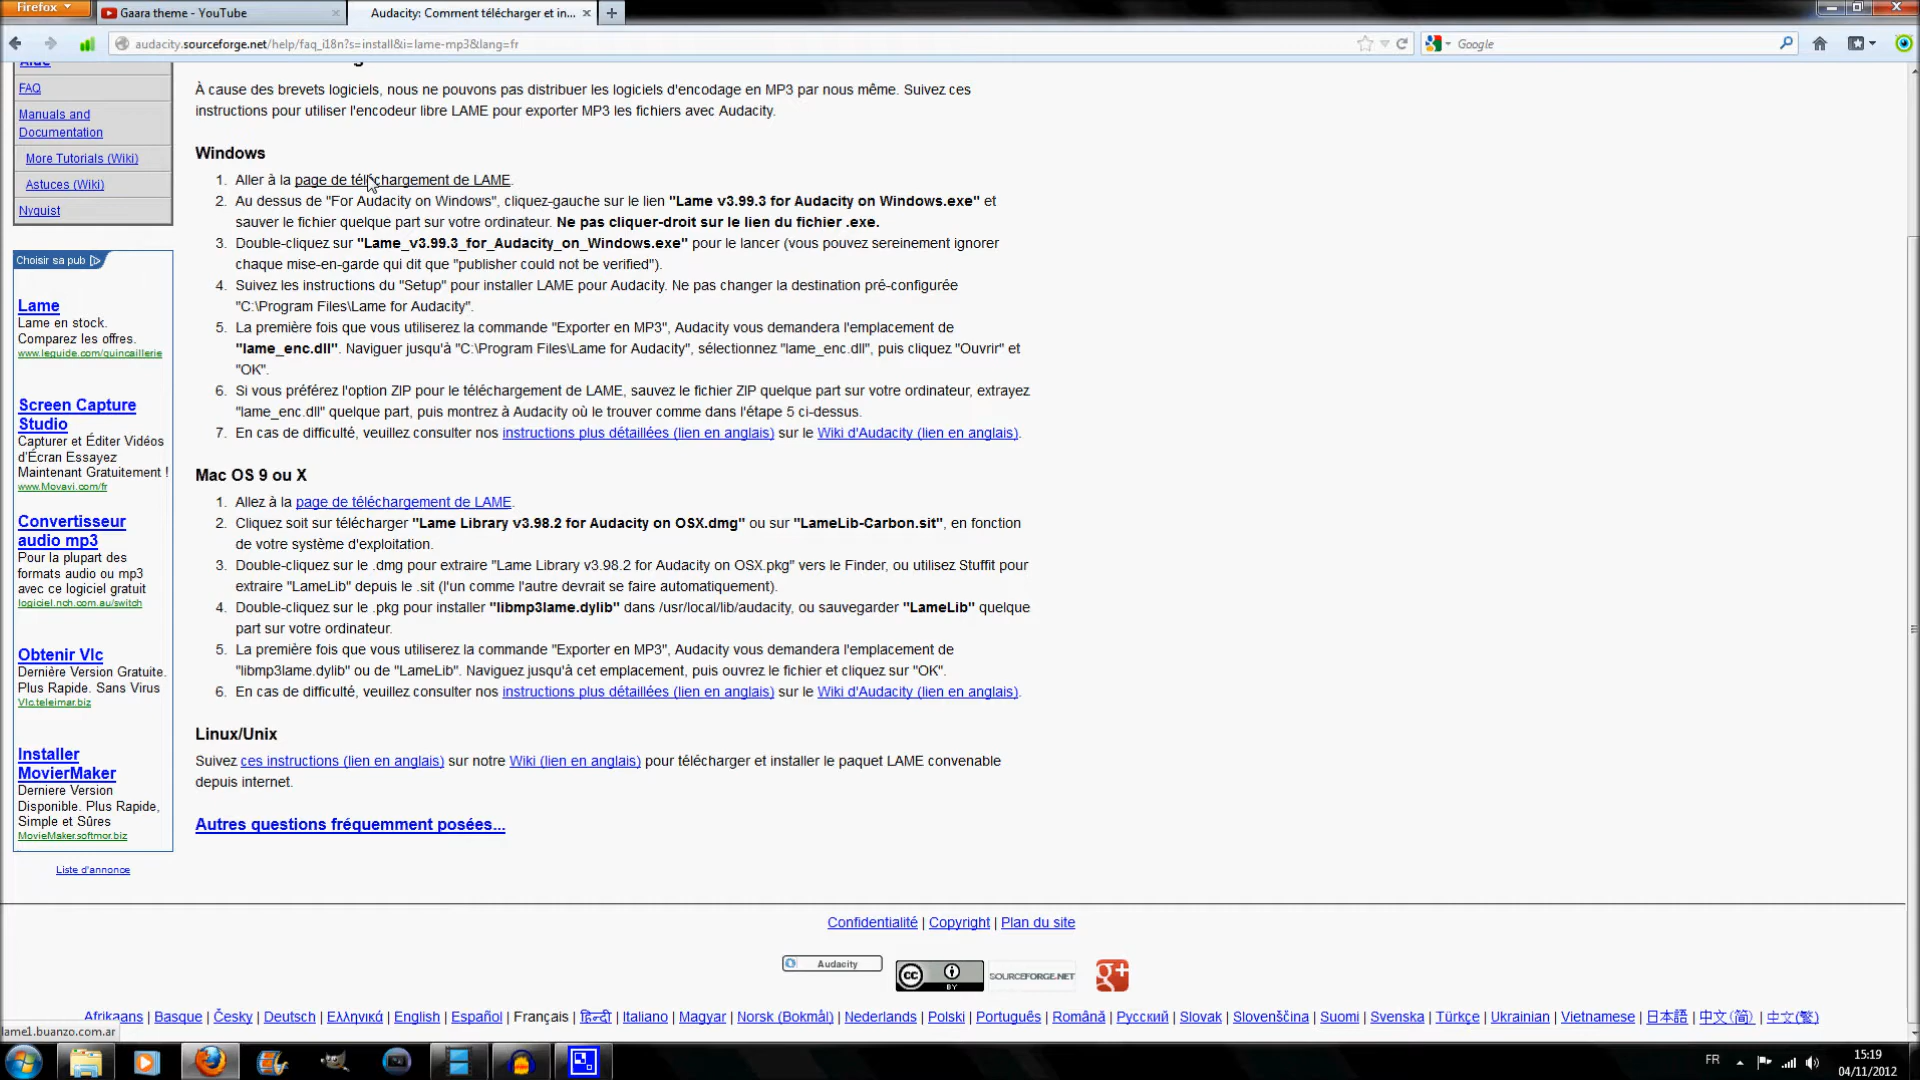 Firefox
Gaara theme - YouTube
Audacity: Comment télécharger et in...
audacity.sourceforge.net/help/faq_i18n?s=install&i=lame-mp3&lang=fr
Google
Aide
FAQ
Manuals and
Documentation
More Tutorials (Wiki)
Astuces (Wiki)
Nyquist
Choisir sa pub
Lame
Lame en stock.
Comparez les offres.
www.leguide.com/quincaillerie
Screen Capture
Studio
Capturer et Éditer Vidéos
d'Écran Essayez
Maintenant Gratuitement !
www.Movavi.com/fr
Convertisseur
audio mp3
Pour la plupart des
formats audio ou mp3
avec ce logiciel gratuit
logiciel.nch.com.au/switch
Obtenir Vlc
Dernière Version Gratuite.
Plus Rapide. Sans Virus
Vlc.teleimar.biz
Installer
MovierMaker
Derniere Version
Disponible. Plus Rapide,
Simple et Sûres
MovieMaker.softmor.biz
Liste d'annonce
À cause des brevets logiciels, nous ne pouvons pas distribuer les logiciels d'encodage en MP3 par nous même. Suivez ces
instructions pour utiliser l'encodeur libre LAME pour exporter MP3 les fichiers avec Audacity.
Windows
1. Aller à la page de téléchargement de LAME.
2. Au dessus de "For Audacity on Windows", cliquez-gauche sur le lien "Lame v3.99.3 for Audacity on Windows.exe" et
sauver le fichier quelque part sur votre ordinateur. Ne pas cliquer-droit sur le lien du fichier .exe.
3. Double-cliquez sur "Lame_v3.99.3_for_Audacity_on_Windows.exe" pour le lancer (vous pouvez sereinement ignorer
chaque mise-en-garde qui dit que "publisher could not be verified").
4. Suivez les instructions du "Setup" pour installer LAME pour Audacity. Ne pas changer la destination pré-configurée
"C:\Program Files\Lame for Audacity".
5. La première fois que vous utiliserez la commande "Exporter en MP3", Audacity vous demandera l'emplacement de
"lame_enc.dll". Naviguer jusqu'à "C:\Program Files\Lame for Audacity", sélectionnez "lame_enc.dll", puis cliquez "Ouvrir" et
"OK".
6. Si vous préférez l'option ZIP pour le téléchargement de LAME, sauvez le fichier ZIP quelque part sur votre ordinateur, extrayez
"lame_enc.dll" quelque part, puis montrez à Audacity où le trouver comme dans l'étape 5 ci-dessus.
7. En cas de difficulté, veuillez consulter nos instructions plus détaillées (lien en anglais) sur le Wiki d'Audacity (lien en anglais).
Mac OS 9 ou X
1. Allez à la page de téléchargement de LAME.
2. Cliquez soit sur télécharger "Lame Library v3.98.2 for Audacity on OSX.dmg" ou sur "LameLib-Carbon.sit", en fonction
de votre système d'exploitation.
3. Double-cliquez sur le .dmg pour extraire "Lame Library v3.98.2 for Audacity on OSX.pkg" vers le Finder, ou utilisez Stuffit pour
extraire "LameLib" depuis le .sit (l'un comme l'autre devrait se faire automatiquement).
4. Double-cliquez sur le .pkg pour installer "libmp3lame.dylib" dans /usr/local/lib/audacity, ou sauvegarder "LameLib" quelque
part sur votre ordinateur.
5. La première fois que vous utiliserez la commande "Exporter en MP3", Audacity vous demandera l'emplacement de
"libmp3lame.dylib" ou de "LameLib". Naviguez jusqu'à cet emplacement, puis ouvrez le fichier et cliquez sur "OK".
6. En cas de difficulté, veuillez consulter nos instructions plus détaillées (lien en anglais) sur le Wiki d'Audacity (lien en anglais).
Linux/Unix
Suivez ces instructions (lien en anglais) sur notre Wiki (lien en anglais) pour télécharger et installer le paquet LAME convenable
depuis internet.
Autres questions fréquemment posées...
Confidentialité | Copyright | Plan du site
Audacity
CC BY
SOURCEFORGE.NET
g+
Afrikaans | Basque | Česky | Deutsch | Ελληνικά | English | Español | Français | हिन्दी | Italiano | Magyar | Norsk (Bokmål) | Nederlands | Polski | Português | Română | Русский | Slovak | Slovenščina | Suomi | Svenska | Türkçe | Ukrainian | Vietnamese | 日本語 | 中文(简) | 中文(繁)
lame1.buanzo.com.ar
FR
15:19
04/11/2012